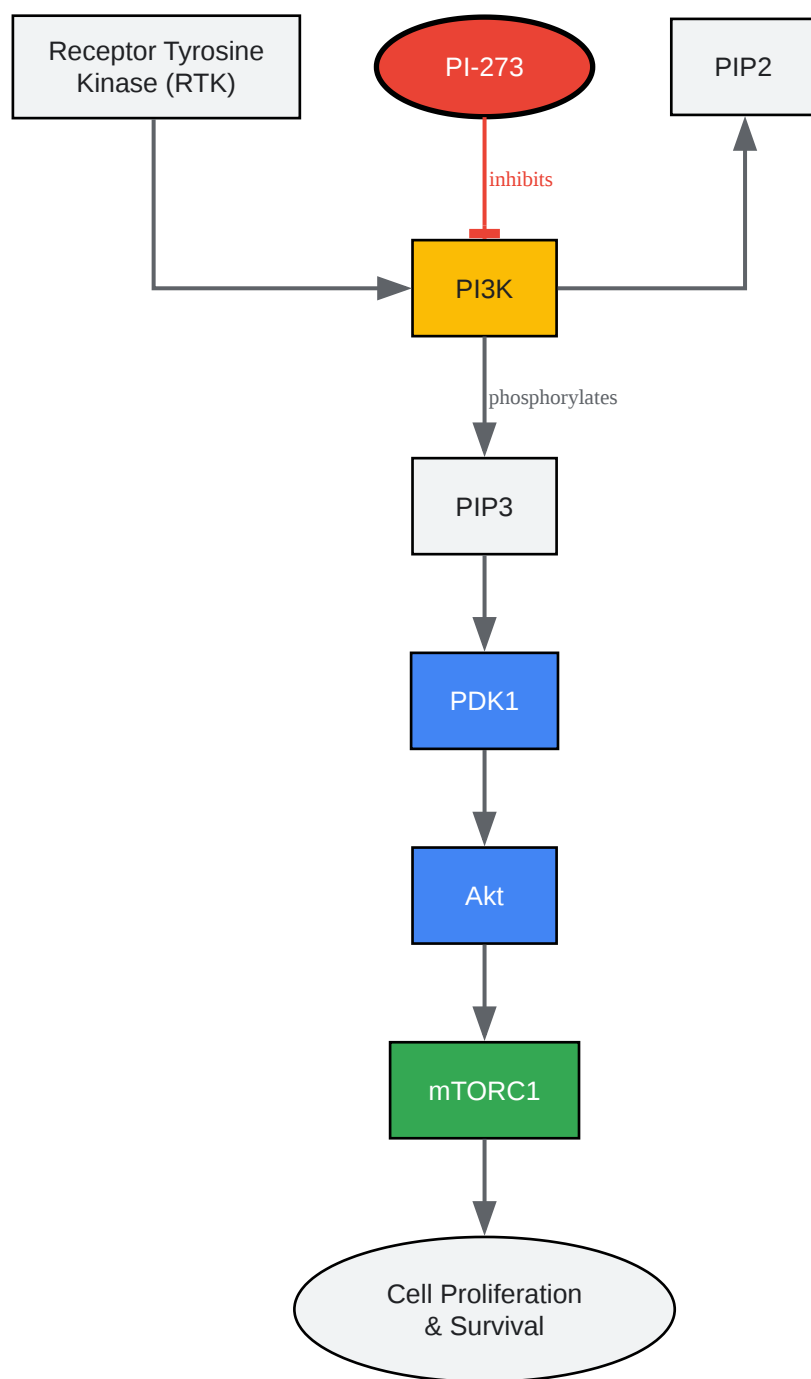 Receptor Tyrosine
Kinase (RTK)
PI-273
PIP2
inhibits
PI3K
phosphorylates
PIP3
PDK1
Akt
mTORC1
Cell Proliferation
& Survival